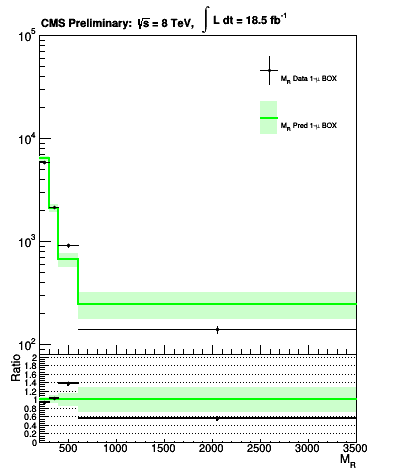 CMS Preliminary: √s = 8 TeV, ∫ L dt = 18.5 fb⁻¹
10⁵
M_R Data 1-μ BOX
M_R Pred 1-μ BOX
10⁴
10³
10²
Ratio
2
1.8
1.6
1.4
1.2
1
0.8
0.6
0.4
0.2
0
500 1000 1500 2000 2500 3000 3500
M_R